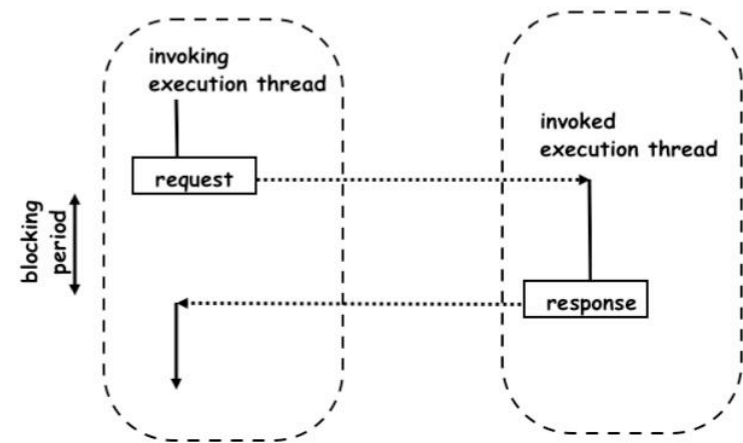 invoking
execution thread
invoked
execution thread
request
blocking
period
response